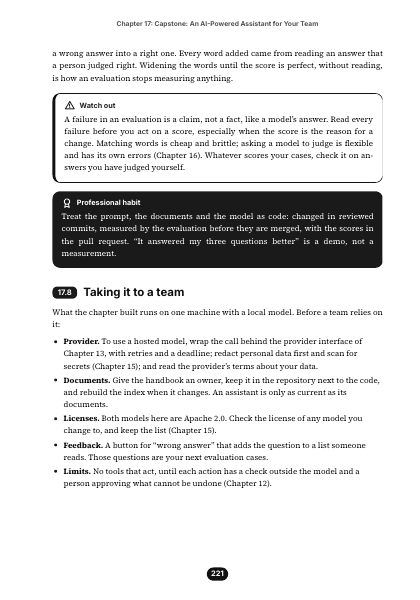 Chapter 17: Capstone: An AI-Powered Assistant for Your Team
a wrong answer into a right one. Every word added came from reading an answer that
a person judged right. Widening the words until the score is perfect, without reading,
is how an evaluation stops measuring anything.
Watch out
A failure in an evaluation is a claim, not a fact, like a model's answer. Read every
failure before you act on a score, especially when the score is the reason for a
change. Matching words is cheap and brittle; asking a model to judge is flexible
and has its own errors (Chapter 16). Whatever scores your cases, check it on an-
swers you have judged yourself.
Professional habit
Treat the prompt, the documents and the model as code: changed in reviewed
commits, measured by the evaluation before they are merged, with the scores in
the pull request. “It answered my three questions better” is a demo, not a
measurement.
17.8 Taking it to a team
What the chapter built runs on one machine with a local model. Before a team relies on
it:
• Provider. To use a hosted model, wrap the call behind the provider interface of
Chapter 13, with retries and a deadline; redact personal data first and scan for
secrets (Chapter 15); and read the provider's terms about your data.
• Documents. Give the handbook an owner, keep it in the repository next to the code,
and rebuild the index when it changes. An assistant is only as current as its
documents.
• Licenses. Both models here are Apache 2.0. Check the license of any model you
change to, and keep the list (Chapter 15).
• Feedback. A button for “wrong answer” that adds the question to a list someone
reads. Those questions are your next evaluation cases.
• Limits. No tools that act, until each action has a check outside the model and a
person approving what cannot be undone (Chapter 12).
221